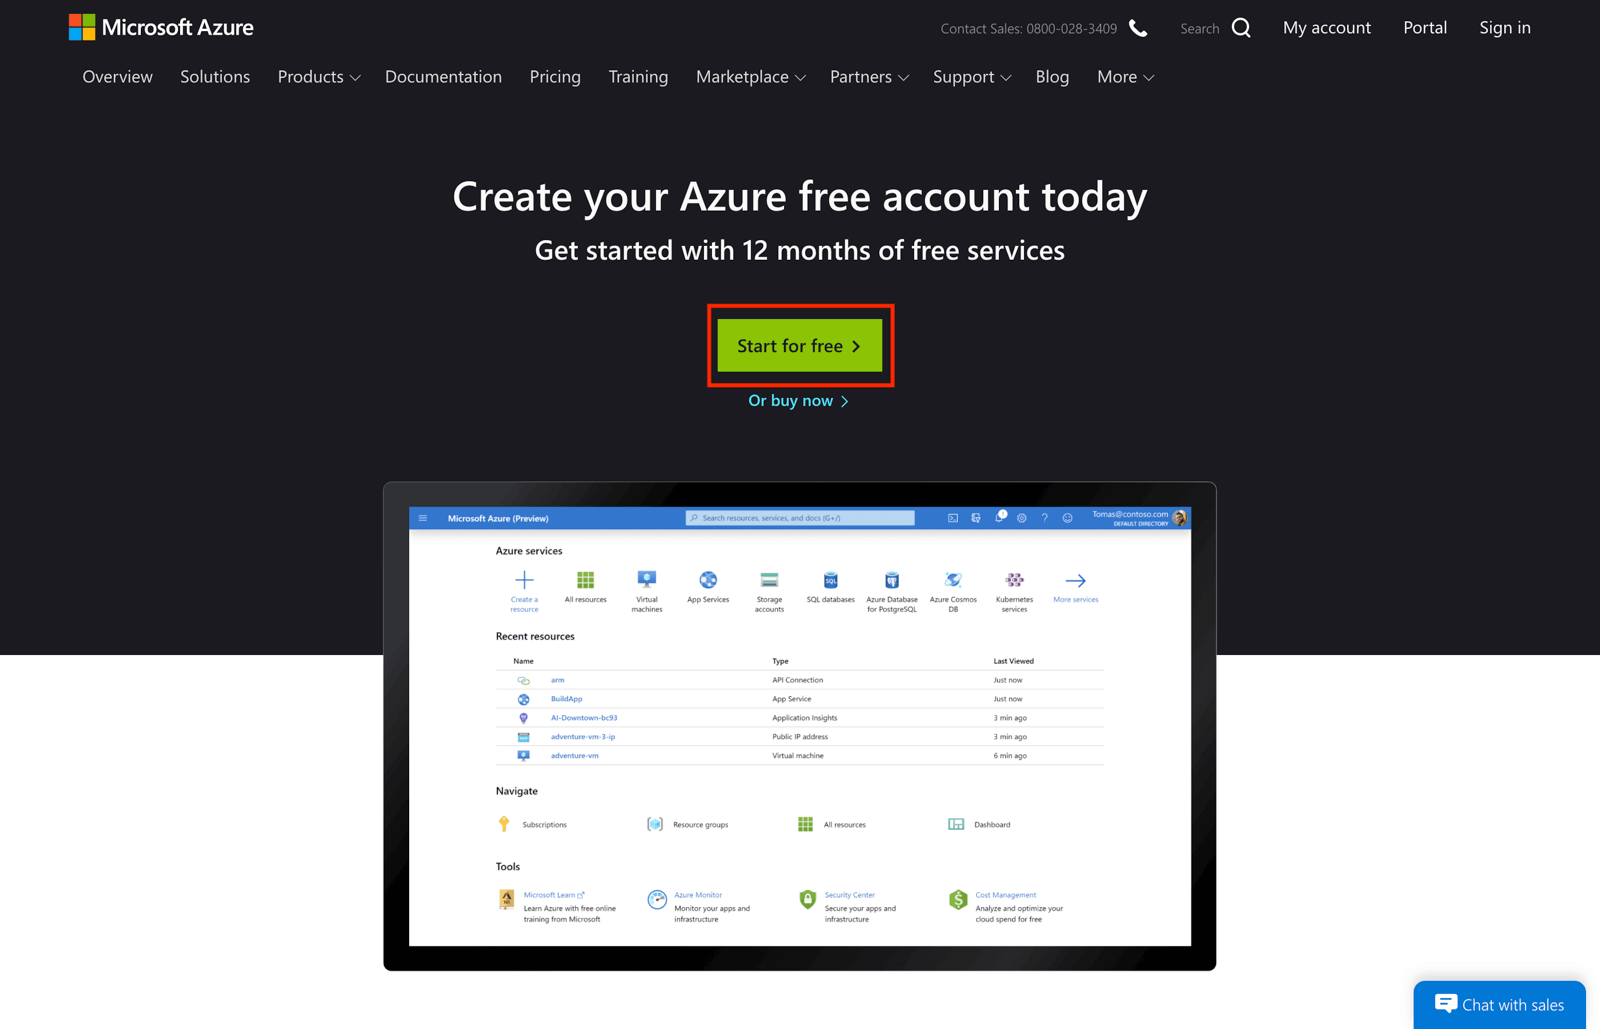 Microsoft Azure
Contact Sales: 0800-028-3409
Search
My account
Portal
Sign in
Overview
Solutions
Products
Documentation
Pricing
Training
Marketplace
Partners
Support
Blog
More
Create your Azure free account today
Get started with 12 months of free services
Start for free
Or buy now
Microsoft Azure (Preview)
Search resources, services, and docs (G+/)
Tomas@contoso.com
DEFAULT DIRECTORY
Azure services
Create a
resource
All resources
Virtual
machines
App Services
Storage
accounts
SQL
SQL databases
Azure Database
for PostgreSQL
Azure Cosmos
DB
Kubernetes
services
More services
Recent resources
Name Type Last Viewed
arm API Connection Just now
BuildApp App Service Just now
AI-Downtown-bc93 Application Insights 3 min ago
adventure-vm-3-ip Public IP address 3 min ago
adventure-vm Virtual machine 6 min ago
Navigate
Subscriptions
Resource groups
All resources
Dashboard
Tools
Microsoft Learn
Learn Azure with free online
training from Microsoft
Azure Monitor
Monitor your apps and
infrastructure
Security Center
Secure your apps and
infrastructure
Cost Management
Analyze and optimize your
cloud spend for free
Chat with sales